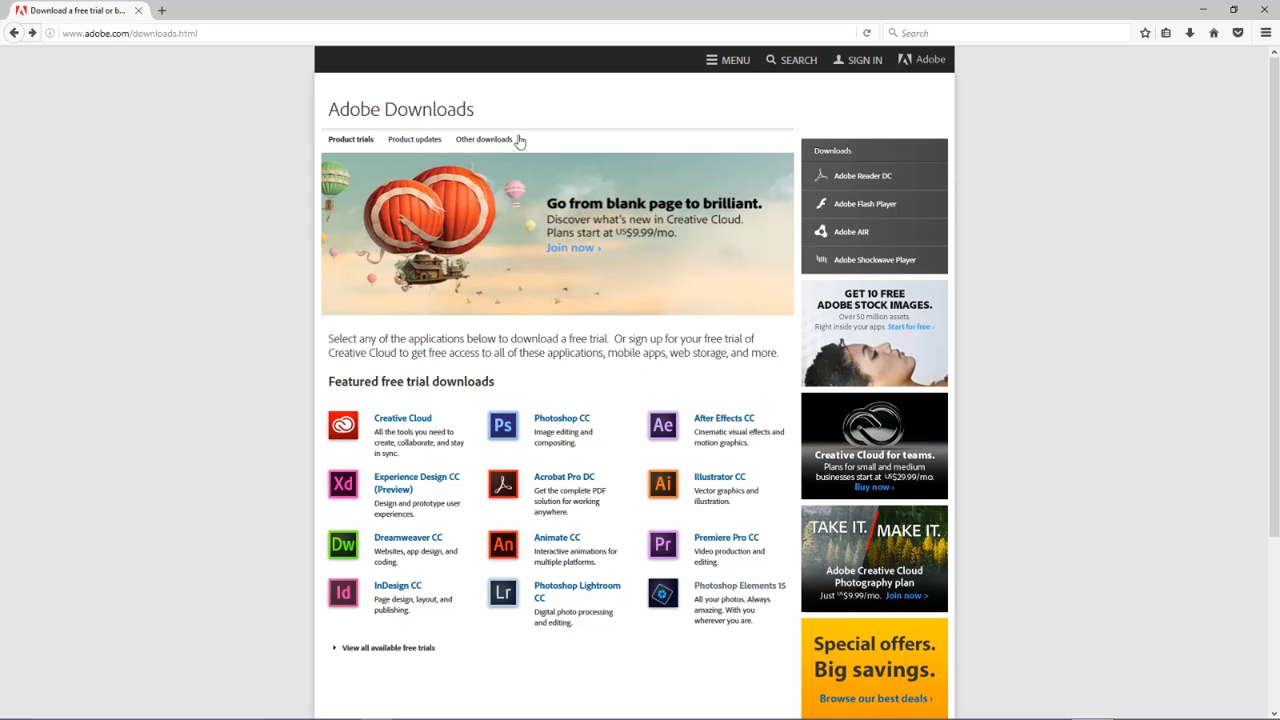 Download a free trial or b...
www.adobe.com/downloads.html
Search
MENU
SEARCH
SIGN IN
Adobe
Adobe Downloads
Product trials
Product updates
Other downloads
Go from blank page to brilliant.
Discover what's new in Creative Cloud.
Plans start at US$9.99/mo.
Join now ›
Select any of the applications below to download a free trial. Or sign up for your free trial of
Creative Cloud to get free access to all of these applications, mobile apps, web storage, and more.
Featured free trial downloads
Creative Cloud
All the tools you need to
create, collaborate, and stay
in sync.
Ps
Photoshop CC
Image editing and
compositing.
Ae
After Effects CC
Cinematic visual effects and
motion graphics.
Xd
Experience Design CC
(Preview)
Design and prototype user
experiences.
Acrobat Pro DC
Get the complete PDF
solution for working
anywhere.
Ai
Illustrator CC
Vector graphics and
illustration.
Dw
Dreamweaver CC
Websites, app design, and
coding.
An
Animate CC
Interactive animations for
multiple platforms.
Pr
Premiere Pro CC
Video production and
editing.
Id
InDesign CC
Page design, layout, and
publishing.
Lr
Photoshop Lightroom
CC
Digital photo processing
and editing.
Photoshop Elements 15
All your photos. Always
amazing. With you
wherever you are.
View all available free trials
Downloads
Adobe Reader DC
Adobe Flash Player
Adobe AIR
Adobe Shockwave Player
GET 10 FREE
ADOBE STOCK IMAGES.
Over 50 million assets.
Right inside your apps. Start for free ›
Creative Cloud for teams.
Plans for small and medium
businesses start at US$29.99/mo.
Buy now ›
TAKE IT. MAKE IT.
Adobe Creative Cloud
Photography plan
Just US$9.99/mo. Join now >
Special offers.
Big savings.
Browse our best deals ›